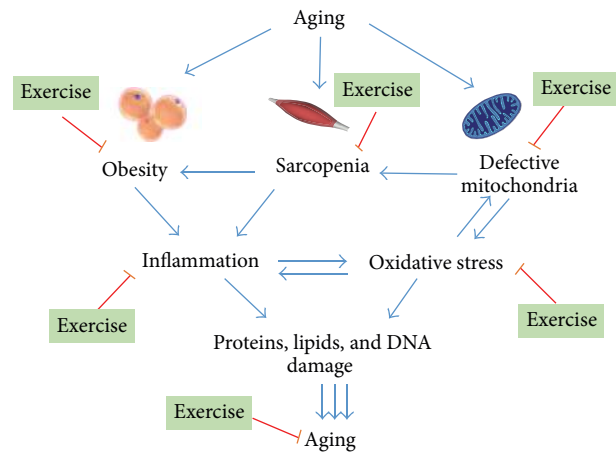 Aging
Exercise
Exercise
Exercise
Obesity
Sarcopenia
Defective
mitochondria
Inflammation
Oxidative stress
Exercise
Exercise
Proteins, lipids, and DNA
damage
Exercise
Aging